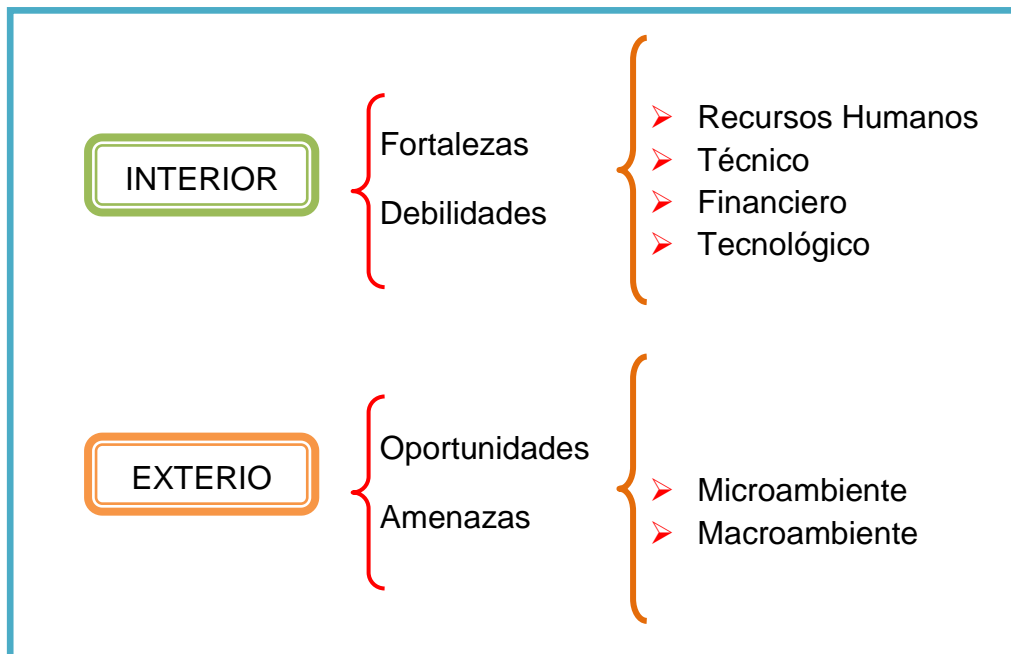 INTERIOR
Fortalezas
Debilidades
Recursos Humanos
Técnico
Financiero
Tecnológico
EXTERIO
Oportunidades
Amenazas
Microambiente
Macroambiente